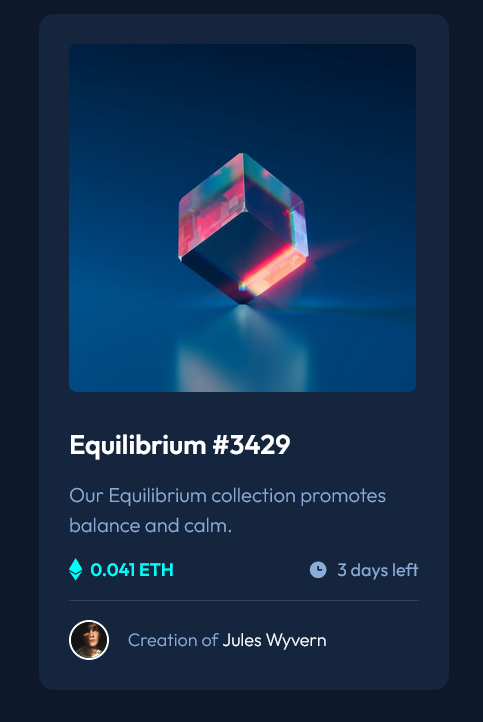 Equilibrium #3429
Our Equilibrium collection promotes
balance and calm.
0.041 ETH
3 days left
Creation of Jules Wyvern